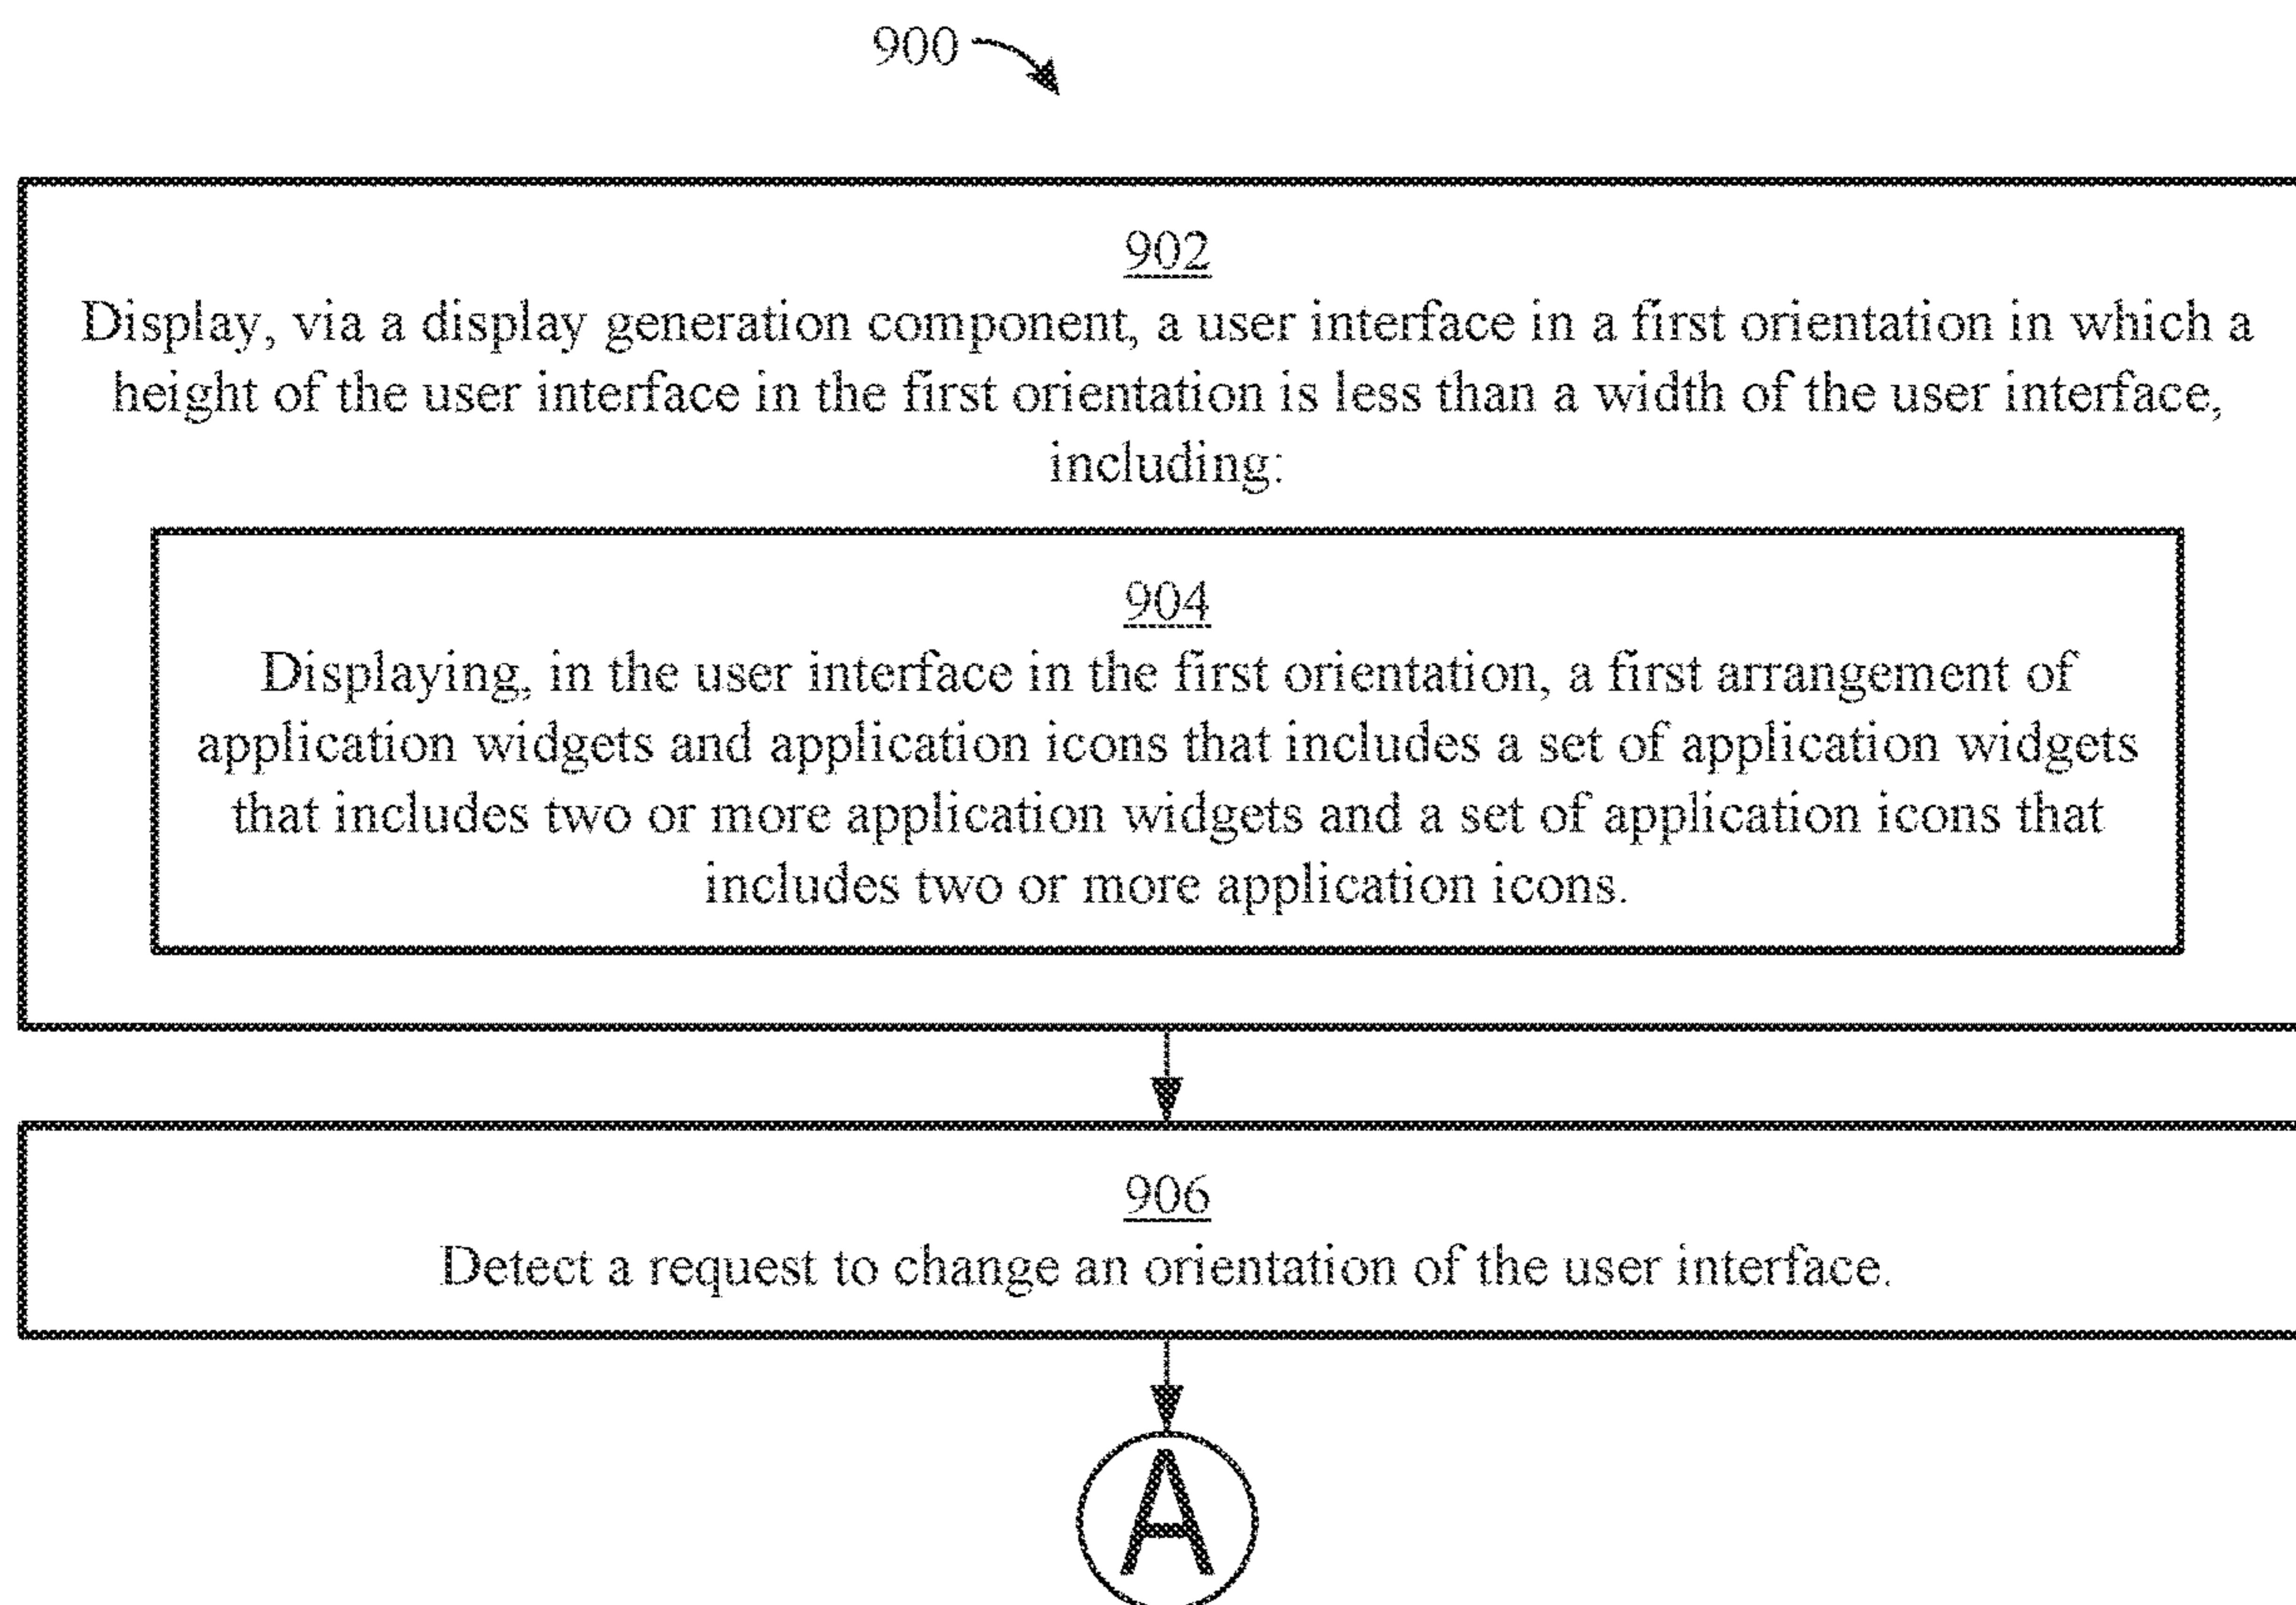 900
902
Display, via a display generation component, a user interface in a first orientation in which a
height of the user interface in the first orientation is less than a width of the user interface,
including:
904
Displaying, in the user interface in the first orientation, a first arrangement of
application widgets and application icons that includes a set of application widgets
that includes two or more application widgets and a set of application icons that
includes two or more application icons.
906
Detect a request to change an orientation of the user interface.
A